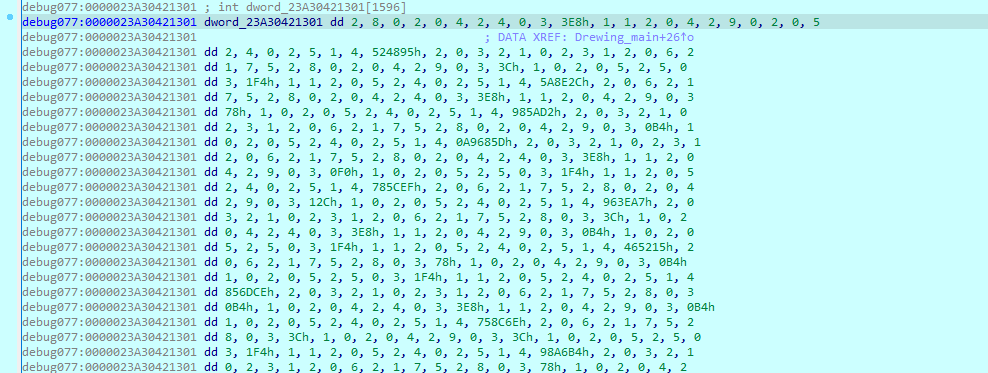 debug077:0000023A30421301 ; int dword_23A30421301[1596]
debug077:0000023A30421301 dword_23A30421301 dd 2, 8, 0, 2, 0, 4, 2, 4, 0, 3, 3E8h, 1, 1, 2, 0, 4, 2, 9, 0, 2, 0, 5
debug077:0000023A30421301 ; DATA XREF: Drewing_main+26↑o
debug077:0000023A30421301 dd 2, 4, 0, 2, 5, 1, 4, 524895h, 2, 0, 3, 2, 1, 0, 2, 3, 1, 2, 0, 6, 2
debug077:0000023A30421301 dd 1, 7, 5, 2, 8, 0, 2, 0, 4, 2, 9, 0, 3, 3Ch, 1, 0, 2, 0, 5, 2, 5, 0
debug077:0000023A30421301 dd 3, 1F4h, 1, 1, 2, 0, 5, 2, 4, 0, 2, 5, 1, 4, 5A8E2Ch, 2, 0, 6, 2, 1
debug077:0000023A30421301 dd 7, 5, 2, 8, 0, 2, 0, 4, 2, 4, 0, 3, 3E8h, 1, 1, 2, 0, 4, 2, 9, 0, 3
debug077:0000023A30421301 dd 78h, 1, 0, 2, 0, 5, 2, 4, 0, 2, 5, 1, 4, 985AD2h, 2, 0, 3, 2, 1, 0
debug077:0000023A30421301 dd 2, 3, 1, 2, 0, 6, 2, 1, 7, 5, 2, 8, 0, 2, 0, 4, 2, 9, 0, 3, 0B4h, 1
debug077:0000023A30421301 dd 0, 2, 0, 5, 2, 4, 0, 2, 5, 1, 4, 0A9685Dh, 2, 0, 3, 2, 1, 0, 2, 3, 1
debug077:0000023A30421301 dd 2, 0, 6, 2, 1, 7, 5, 2, 8, 0, 2, 0, 4, 2, 4, 0, 3, 3E8h, 1, 1, 2, 0
debug077:0000023A30421301 dd 4, 2, 9, 0, 3, 0F0h, 1, 0, 2, 0, 5, 2, 5, 0, 3, 1F4h, 1, 1, 2, 0, 5
debug077:0000023A30421301 dd 2, 4, 0, 2, 5, 1, 4, 785CEFh, 2, 0, 6, 2, 1, 7, 5, 2, 8, 0, 2, 0, 4
debug077:0000023A30421301 dd 2, 9, 0, 3, 12Ch, 1, 0, 2, 0, 5, 2, 4, 0, 2, 5, 1, 4, 963EA7h, 2, 0
debug077:0000023A30421301 dd 3, 2, 1, 0, 2, 3, 1, 2, 0, 6, 2, 1, 7, 5, 2, 8, 0, 3, 3Ch, 1, 0, 2
debug077:0000023A30421301 dd 0, 4, 2, 4, 0, 3, 3E8h, 1, 1, 2, 0, 4, 2, 9, 0, 3, 0B4h, 1, 0, 2, 0
debug077:0000023A30421301 dd 5, 2, 5, 0, 3, 1F4h, 1, 1, 2, 0, 5, 2, 4, 0, 2, 5, 1, 4, 465215h, 2
debug077:0000023A30421301 dd 0, 6, 2, 1, 7, 5, 2, 8, 0, 3, 78h, 1, 0, 2, 0, 4, 2, 9, 0, 3, 0B4h
debug077:0000023A30421301 dd 1, 0, 2, 0, 5, 2, 5, 0, 3, 1F4h, 1, 1, 2, 0, 5, 2, 4, 0, 2, 5, 1, 4
debug077:0000023A30421301 dd 856DCEh, 2, 0, 3, 2, 1, 0, 2, 3, 1, 2, 0, 6, 2, 1, 7, 5, 2, 8, 0, 3
debug077:0000023A30421301 dd 0B4h, 1, 0, 2, 0, 4, 2, 4, 0, 3, 3E8h, 1, 1, 2, 0, 4, 2, 9, 0, 3, 0B4h
debug077:0000023A30421301 dd 1, 0, 2, 0, 5, 2, 4, 0, 2, 5, 1, 4, 758C6Eh, 2, 0, 6, 2, 1, 7, 5, 2
debug077:0000023A30421301 dd 8, 0, 3, 3Ch, 1, 0, 2, 0, 4, 2, 9, 0, 3, 3Ch, 1, 0, 2, 0, 5, 2, 5, 0
debug077:0000023A30421301 dd 3, 1F4h, 1, 1, 2, 0, 5, 2, 4, 0, 2, 5, 1, 4, 98A6B4h, 2, 0, 3, 2, 1
debug077:0000023A30421301 dd 0, 2, 3, 1, 2, 0, 6, 2, 1, 7, 5, 2, 8, 0, 3, 78h, 1, 0, 2, 0, 4, 2